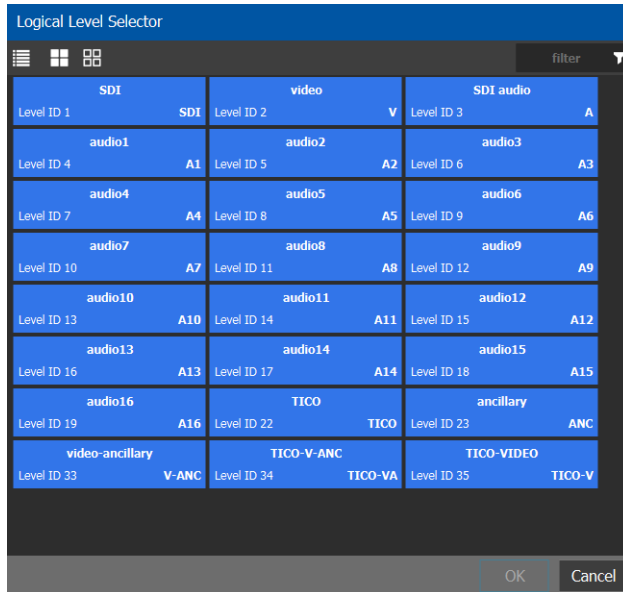 Logical Level Selector
filter
SDI video SDI audio
Level ID 1 SDI Level ID 2 V Level ID 3 A
audio1 audio2 audio3
Level ID 4 A1 Level ID 5 A2 Level ID 6 A3
audio4 audio5 audio6
Level ID 7 A4 Level ID 8 A5 Level ID 9 A6
audio7 audio8 audio9
Level ID 10 A7 Level ID 11 A8 Level ID 12 A9
audio10 audio11 audio12
Level ID 13 A10 Level ID 14 A11 Level ID 15 A12
audio13 audio14 audio15
Level ID 16 A13 Level ID 17 A14 Level ID 18 A15
audio16 TICO ancillary
Level ID 19 A16 Level ID 22 TICO Level ID 23 ANC
video-ancillary TICO-V-ANC TICO-VIDEO
Level ID 33 V-ANC Level ID 34 TICO-VA Level ID 35 TICO-V
OK Cancel